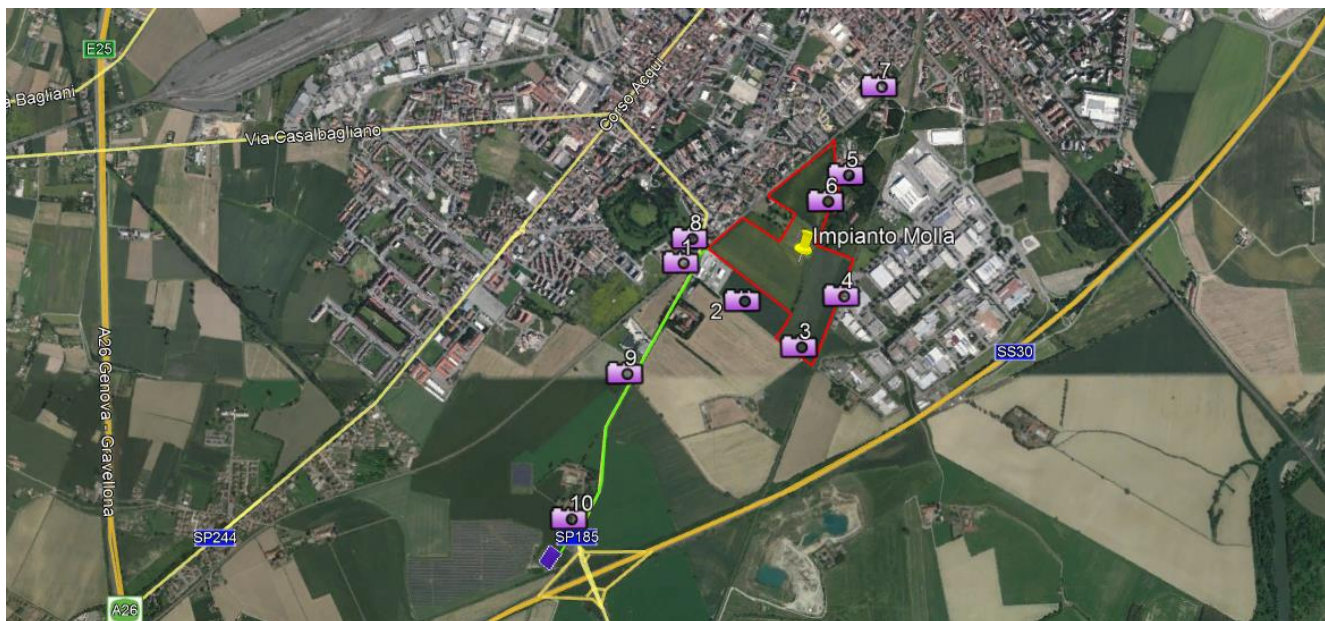 E25
a Bagliani
Via Casalbagliano
Corso Acqui
7
5
6
8
Impianto Molla
1
4
2
3
SS30
9
A26 Genova - Gravellona
10
SP244
SP185
A26